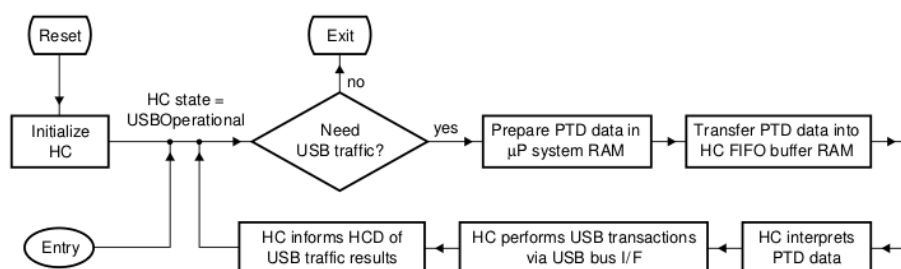 Reset
Exit
no
HC state =
USBOperational
Initialize
HC
Need
USB traffic?
yes
Prepare PTD data in
µP system RAM
Transfer PTD data into
HC FIFO buffer RAM
Entry
HC informs HCD of
USB traffic results
HC performs USB transactions
via USB bus I/F
HC interprets
PTD data